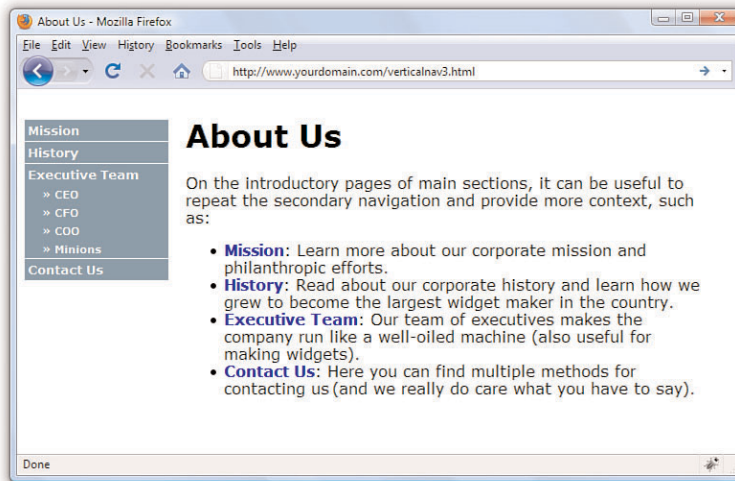 About Us - Mozilla Firefox
File Edit View History Bookmarks Tools Help
http://www.yourdomain.com/verticalnav3.html
Mission
History
Executive Team
» CEO
» CFO
» COO
» Minions
Contact Us
About Us
On the introductory pages of main sections, it can be useful to
repeat the secondary navigation and provide more context, such
as:
• Mission: Learn more about our corporate mission and
philanthropic efforts.
• History: Read about our corporate history and learn how we
grew to become the largest widget maker in the country.
• Executive Team: Our team of executives makes the
company run like a well-oiled machine (also useful for
making widgets).
• Contact Us: Here you can find multiple methods for
contacting us (and we really do care what you have to say).
Done